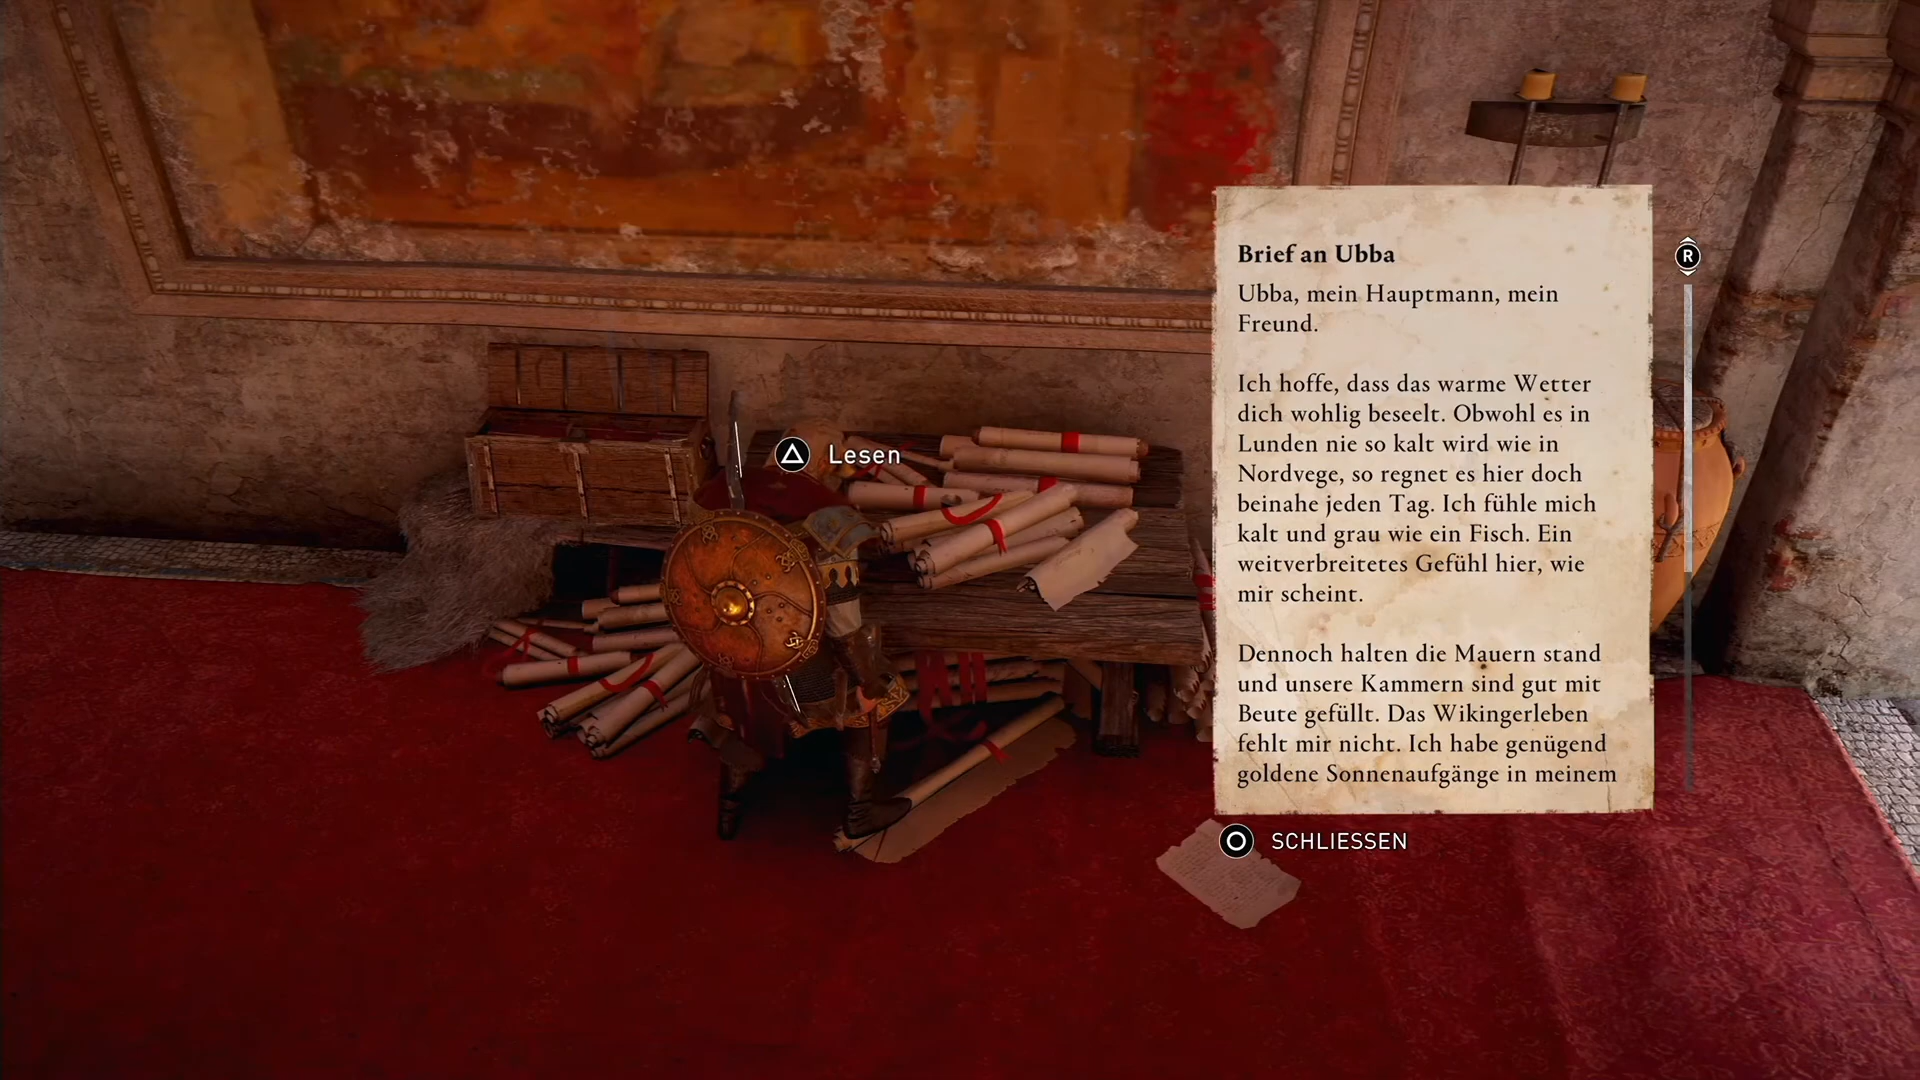 Brief an Ubba
Ubba, mein Hauptmann, mein
Freund.
Ich hoffe, dass das warme Wetter
dich wohlig beseelt. Obwohl es in
Lunden nie so kalt wird wie in
Nordvege, so regnet es hier doch
beinahe jeden Tag. Ich fühle mich
kalt und grau wie ein Fisch. Ein
weitverbreitetes Gefühl hier, wie
mir scheint.
Dennoch halten die Mauern stand
und unsere Kammern sind gut mit
Beute gefüllt. Das Wikingerleben
fehlt mir nicht. Ich habe genügend
goldene Sonnenaufgänge in meinem
R
Lesen
SCHLIESSEN